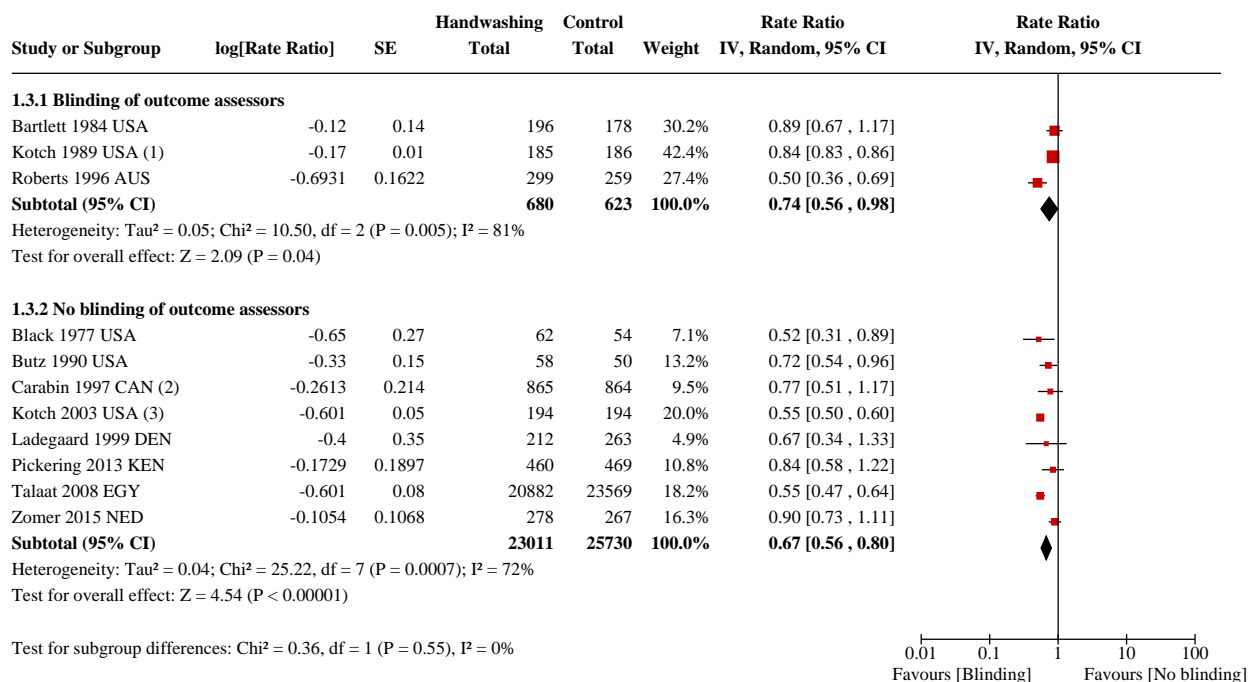 Handwashing Control Rate Ratio Rate Ratio
Study or Subgroup log[Rate Ratio] SE Total Total Weight IV, Random, 95% CI IV, Random, 95% CI
1.3.1 Blinding of outcome assessors
Bartlett 1984 USA -0.12 0.14 196 178 30.2% 0.89 [0.67 , 1.17]
Kotch 1989 USA (1) -0.17 0.01 185 186 42.4% 0.84 [0.83 , 0.86]
Roberts 1996 AUS -0.6931 0.1622 299 259 27.4% 0.50 [0.36 , 0.69]
Subtotal (95% CI) 680 623 100.0% 0.74 [0.56 , 0.98]
Heterogeneity: Tau² = 0.05; Chi² = 10.50, df = 2 (P = 0.005); I² = 81%
Test for overall effect: Z = 2.09 (P = 0.04)
1.3.2 No blinding of outcome assessors
Black 1977 USA -0.65 0.27 62 54 7.1% 0.52 [0.31 , 0.89]
Butz 1990 USA -0.33 0.15 58 50 13.2% 0.72 [0.54 , 0.96]
Carabin 1997 CAN (2) -0.2613 0.214 865 864 9.5% 0.77 [0.51 , 1.17]
Kotch 2003 USA (3) -0.601 0.05 194 194 20.0% 0.55 [0.50 , 0.60]
Ladegaard 1999 DEN -0.4 0.35 212 263 4.9% 0.67 [0.34 , 1.33]
Pickering 2013 KEN -0.1729 0.1897 460 469 10.8% 0.84 [0.58 , 1.22]
Talaat 2008 EGY -0.601 0.08 20882 23569 18.2% 0.55 [0.47 , 0.64]
Zomer 2015 NED -0.1054 0.1068 278 267 16.3% 0.90 [0.73 , 1.11]
Subtotal (95% CI) 23011 25730 100.0% 0.67 [0.56 , 0.80]
Heterogeneity: Tau² = 0.04; Chi² = 25.22, df = 7 (P = 0.0007); I² = 72%
Test for overall effect: Z = 4.54 (P < 0.00001)
Test for subgroup differences: Chi² = 0.36, df = 1 (P = 0.55), I² = 0%
0.01 0.1 1 10 100
Favours [Blinding] Favours [No blinding]